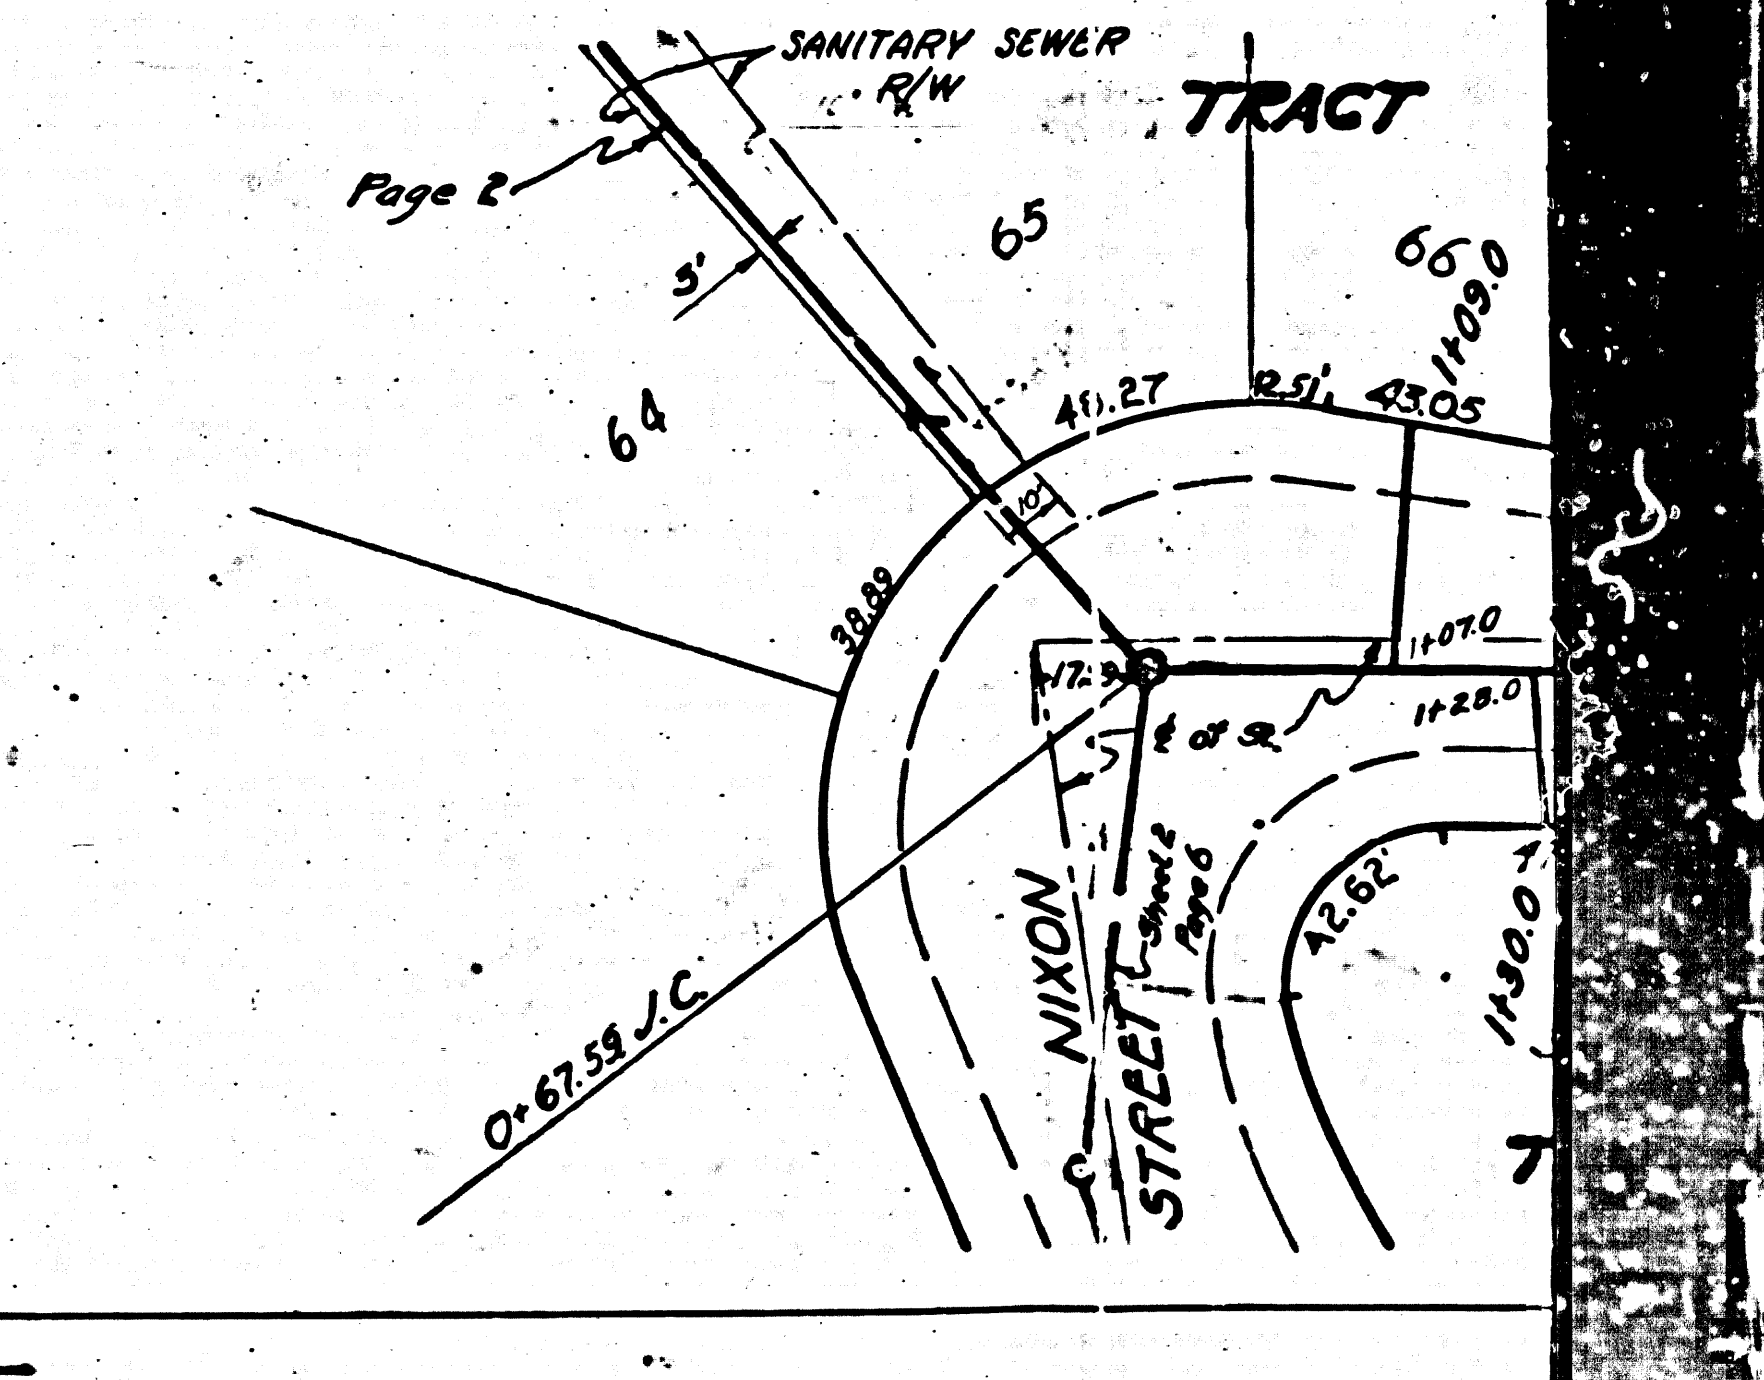 SANITARY SEWER
R/W
TRACT
Page 2
65
66
5'
1+09.0
64
12.51'
43.05
10'
38.89
1+07.0
1+28.0
℄ of St.
NIXON
STREET
Sheet 2
Page 6
42.62'
1+30.0
0+67.59 J.C.